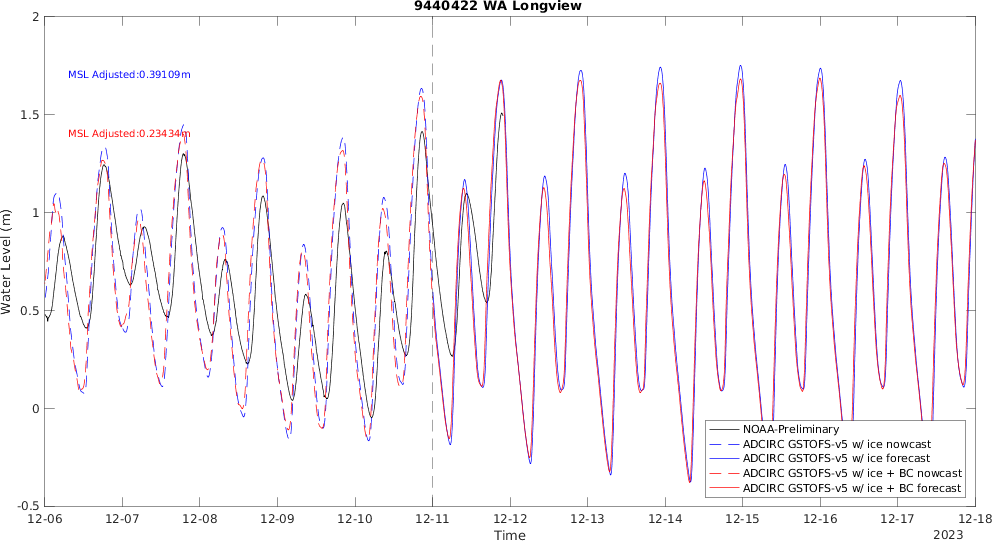 9440422 WA Longview
2
1.5
1
0.5
0
-0.5
Water Level (m)
MSL Adjusted:0.39109m
MSL Adjusted:0.23434m
NOAA-Preliminary
ADCIRC GSTOFS-v5 w/ ice nowcast
ADCIRC GSTOFS-v5 w/ ice forecast
ADCIRC GSTOFS-v5 w/ ice + BC nowcast
ADCIRC GSTOFS-v5 w/ ice + BC forecast
12-06 12-07 12-08 12-09 12-10 12-11 12-12 12-13 12-14 12-15 12-16 12-17 12-18
Time
2023